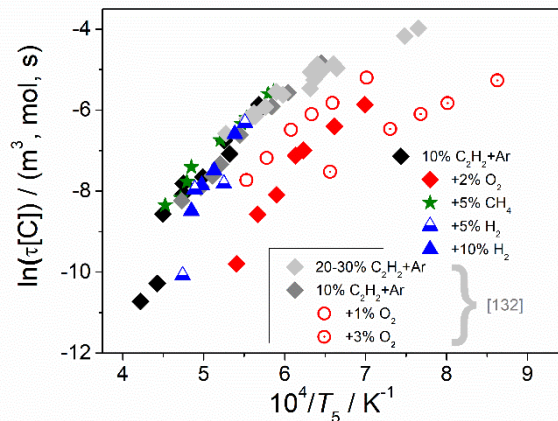 ln(τ[C]) / (m³, mol, s)
-4
-6
-8
-10
-12
10% C₂H₂+Ar
+2% O₂
+5% CH₄
+5% H₂
+10% H₂
20-30% C₂H₂+Ar
10% C₂H₂+Ar
+1% O₂
+3% O₂
[132]
4 5 6 7 8 9
10⁴/T₅ / K⁻¹